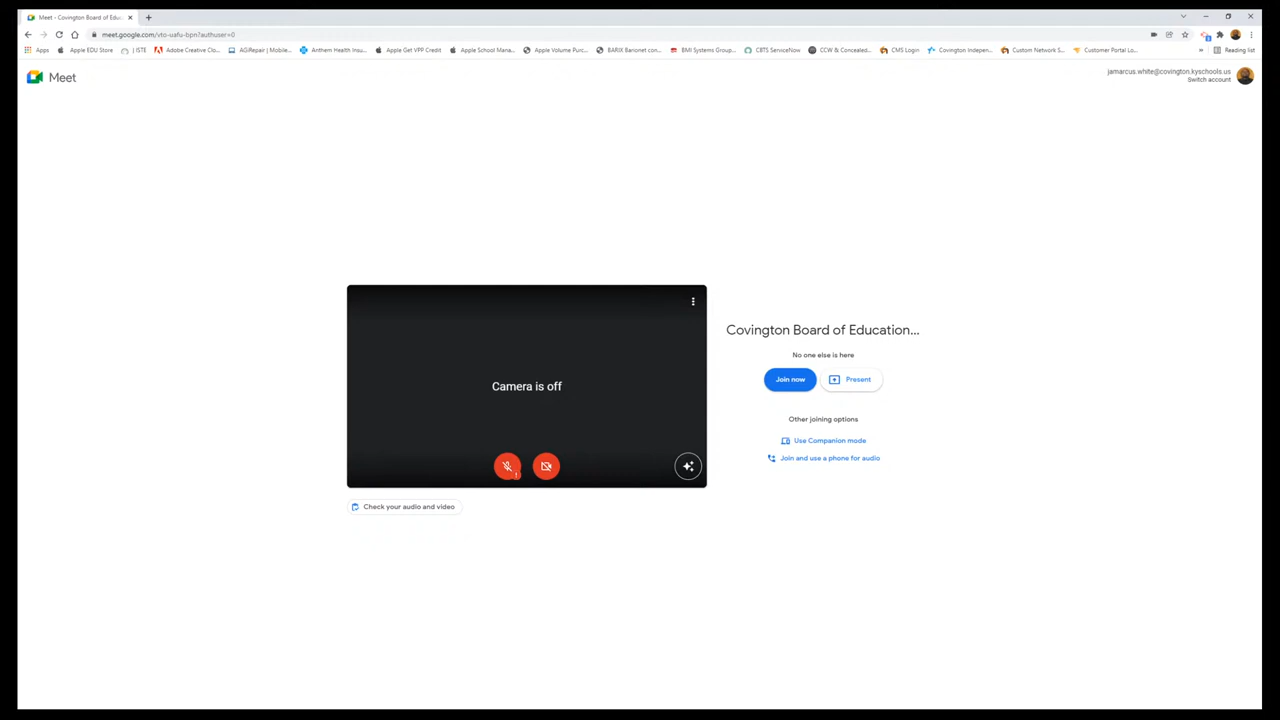 Meet - Covington Board of Educ
meet.google.com/vto-uafu-bpn?authuser=0
Apps
Apple EDU Store
| ISTE
Adobe Creative Clo...
AGiRepair | Mobile...
Anthem Health Insur...
Apple Get VPP Credit
Apple School Mana...
Apple Volume Purc...
BARIX Baronet con...
BMI Systems Group...
CBTS ServiceNow
CCW & Concealed...
CMS Login
Covington Indepen...
Custom Network S...
Customer Portal Lo...
»
Reading list
Meet
jamarcus.white@covington.kyschools.us
Switch account
Camera is off
Covington Board of Education...
No one else is here
Join now
Present
Other joining options
Use Companion mode
Join and use a phone for audio
Check your audio and video